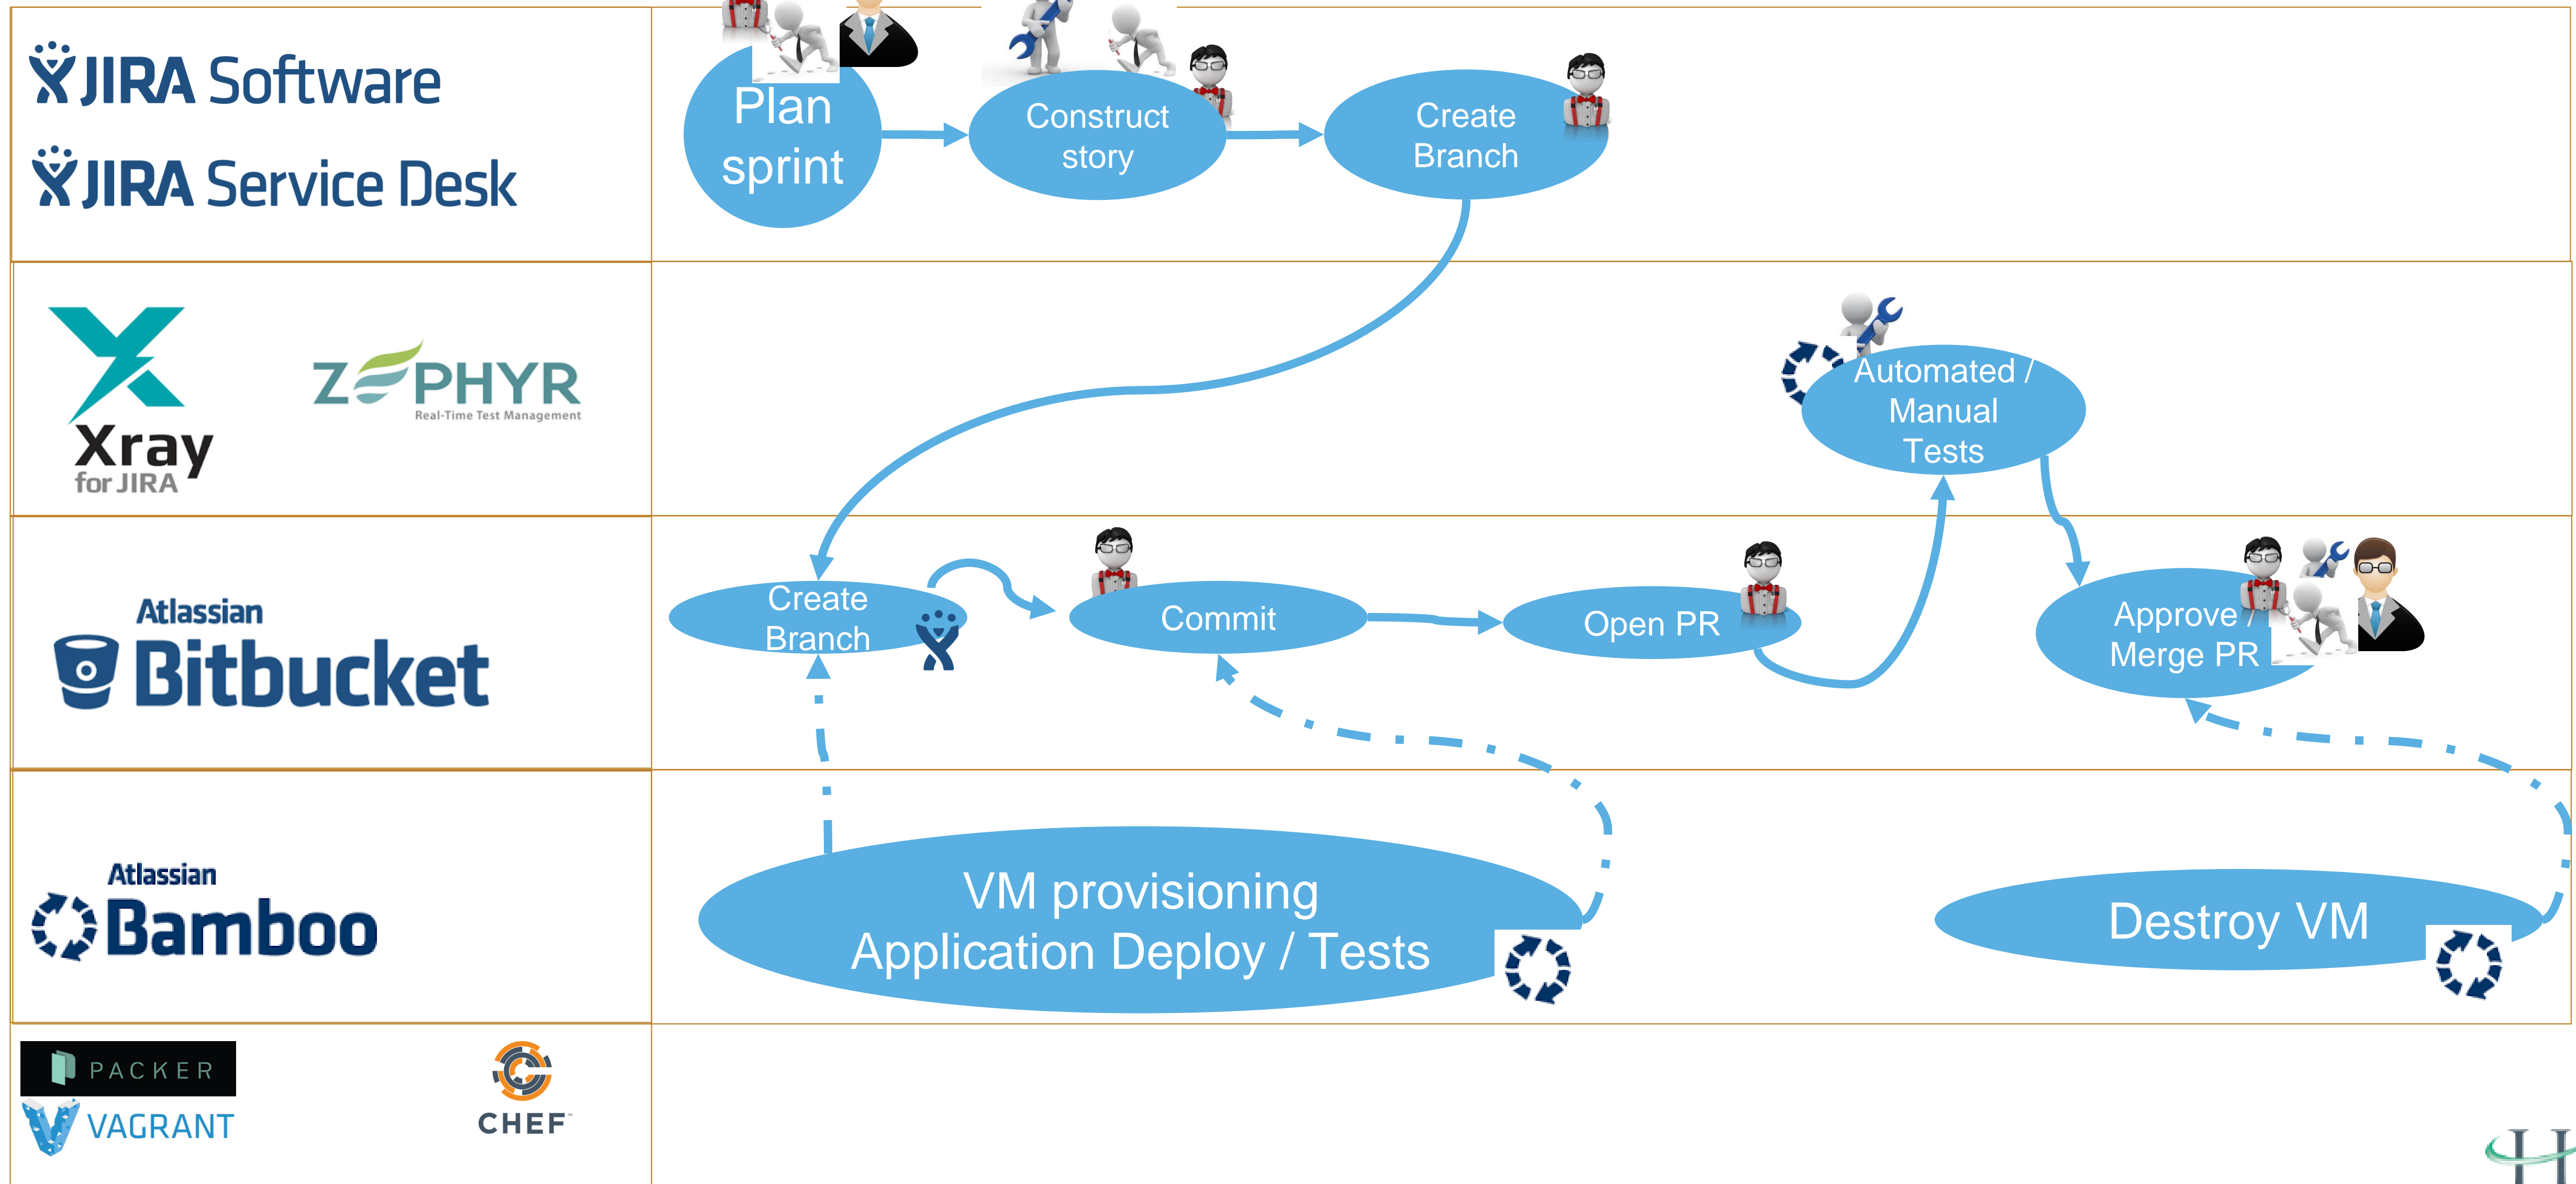 JIRA Software
JIRA Service Desk
Plan
sprint
Construct
story
Create
Branch
Xray
for JIRA
ZEPHYR
Real-Time Test Management
Automated /
Manual
Tests
Atlassian
Bitbucket
Create
Branch
Commit
Open PR
Approve /
Merge PR
Atlassian
Bamboo
VM provisioning
Application Deploy / Tests
Destroy VM
PACKER
VAGRANT
CHEF™
H